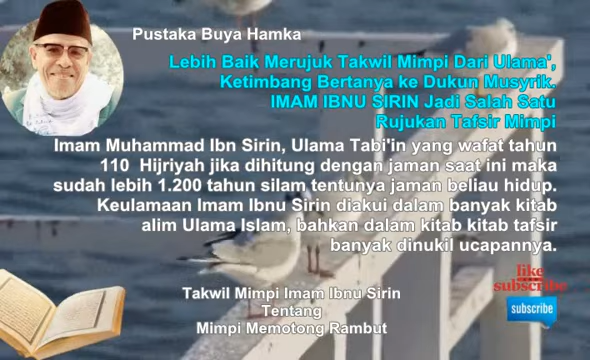 Pustaka Buya Hamka
Lebih Baik Merujuk Takwil Mimpi Dari Ulama',
Ketimbang Bertanya ke Dukun Musyrik.
IMAM IBNU SIRIN Jadi Salah Satu
Rujukan Tafsir Mimpi
Imam Muhammad Ibn Sirin, Ulama Tabi'in yang wafat tahun
110 Hijriyah jika dihitung dengan jaman saat ini maka
sudah lebih 1.200 tahun silam tentunya jaman beliau hidup.
Keulamaan Imam Ibnu Sirin diakui dalam banyak kitab
alim Ulama Islam, bahkan dalam kitab kitab tafsir
banyak dinukil ucapannya.
Takwil Mimpi Imam Ibnu Sirin
Tentang
Mimpi Memotong Rambut
like
subscribe
subscribe